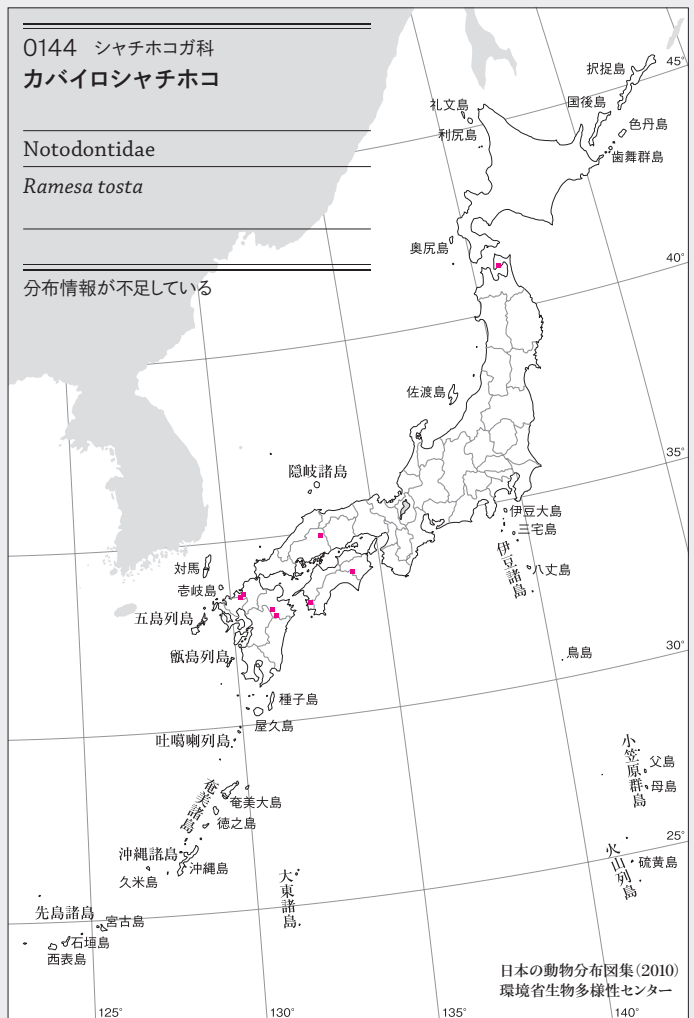 0144 シャチホコガ科
カバイロシャチホコ
Notodontidae
Ramesa tosta
分布情報が不足している
択捉島
45°
礼文島
国後島
色丹島
利尻島
歯舞群島
奥尻島
40°
佐渡島
35°
隠岐諸島
伊豆大島
三宅島
伊豆諸島
八丈島
対馬
壱岐島
五島列島
甑島列島
鳥島
30°
種子島
屋久島
吐噶喇列島
小笠原群島
父島
母島
奄美諸島
奄美大島
徳之島
25°
沖縄諸島
沖縄島
久米島
火山列島
硫黄島
大東諸島
先島諸島
宮古島
石垣島
西表島
日本の動物分布図集(2010)
環境省生物多様性センター
125°
130°
135°
140°